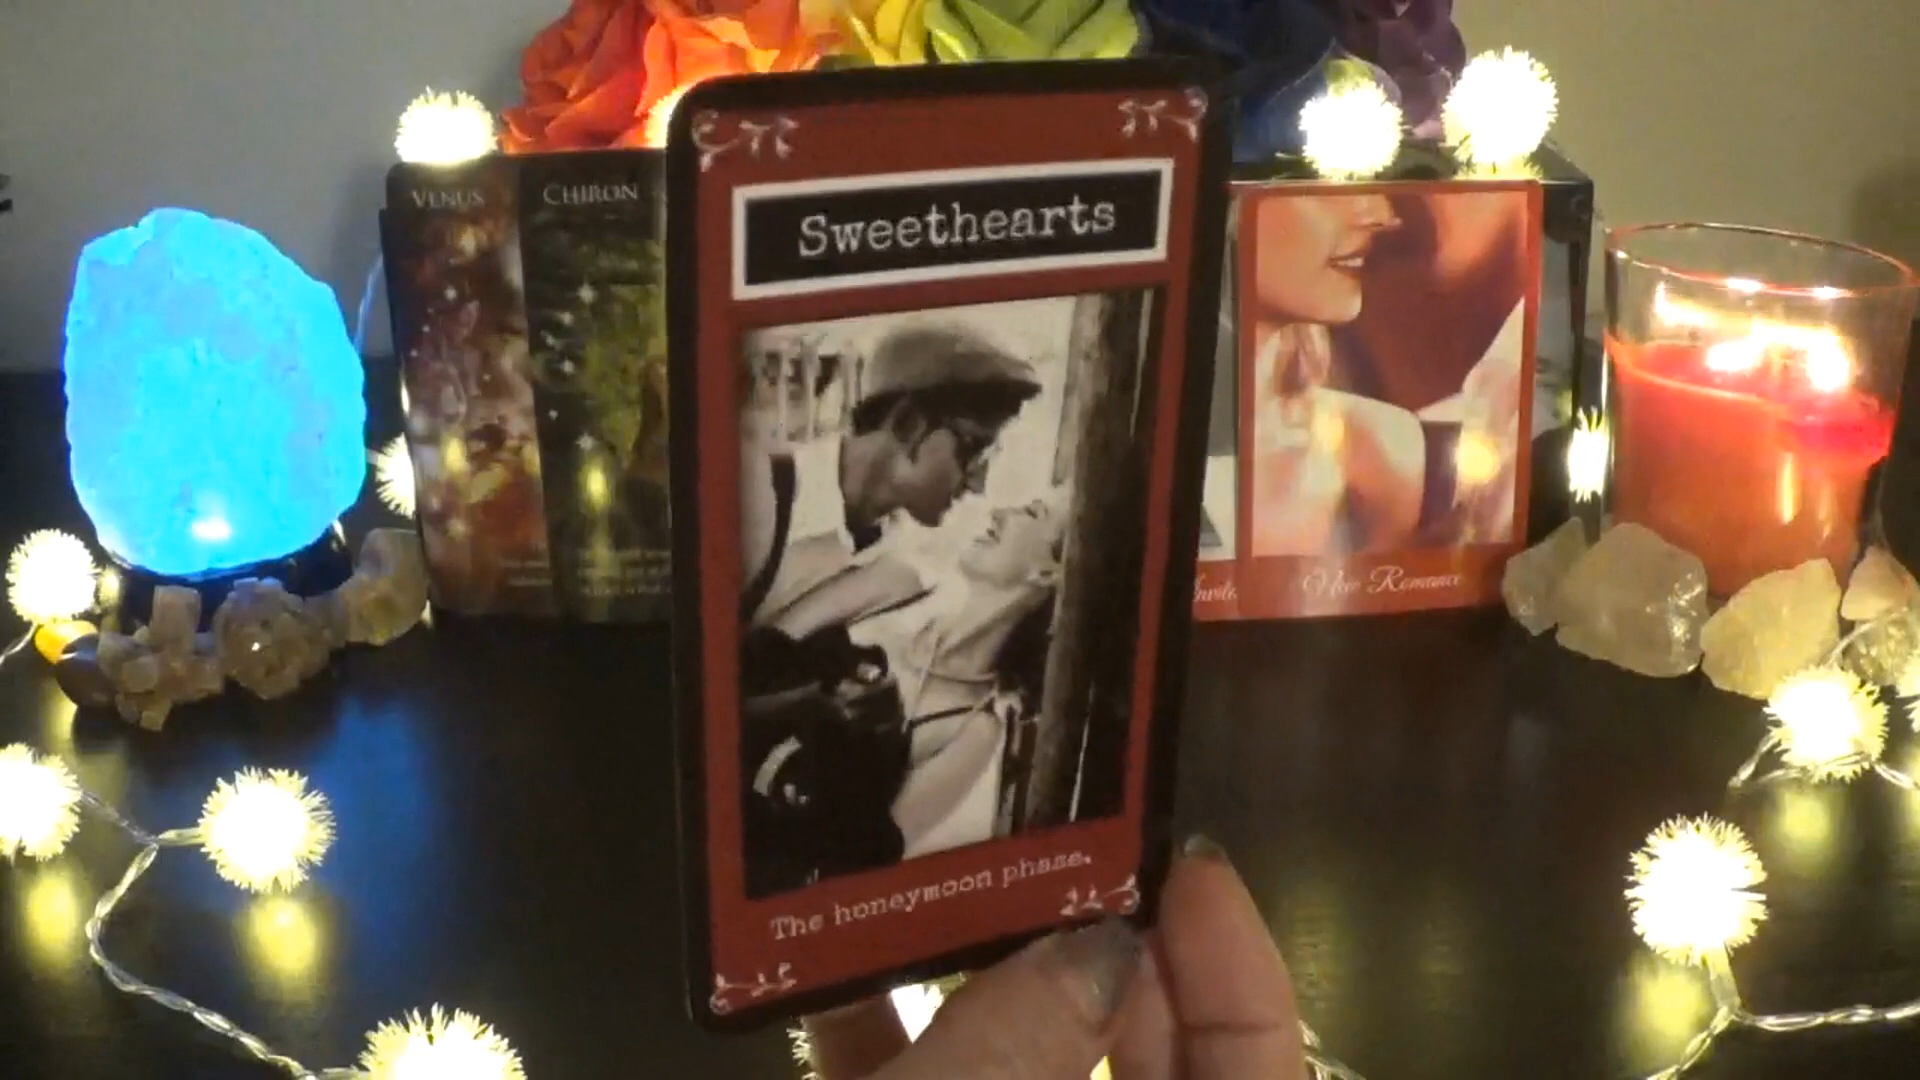 VENUS
CHIRON
Sweethearts
The honeymoon phase.
New Romance